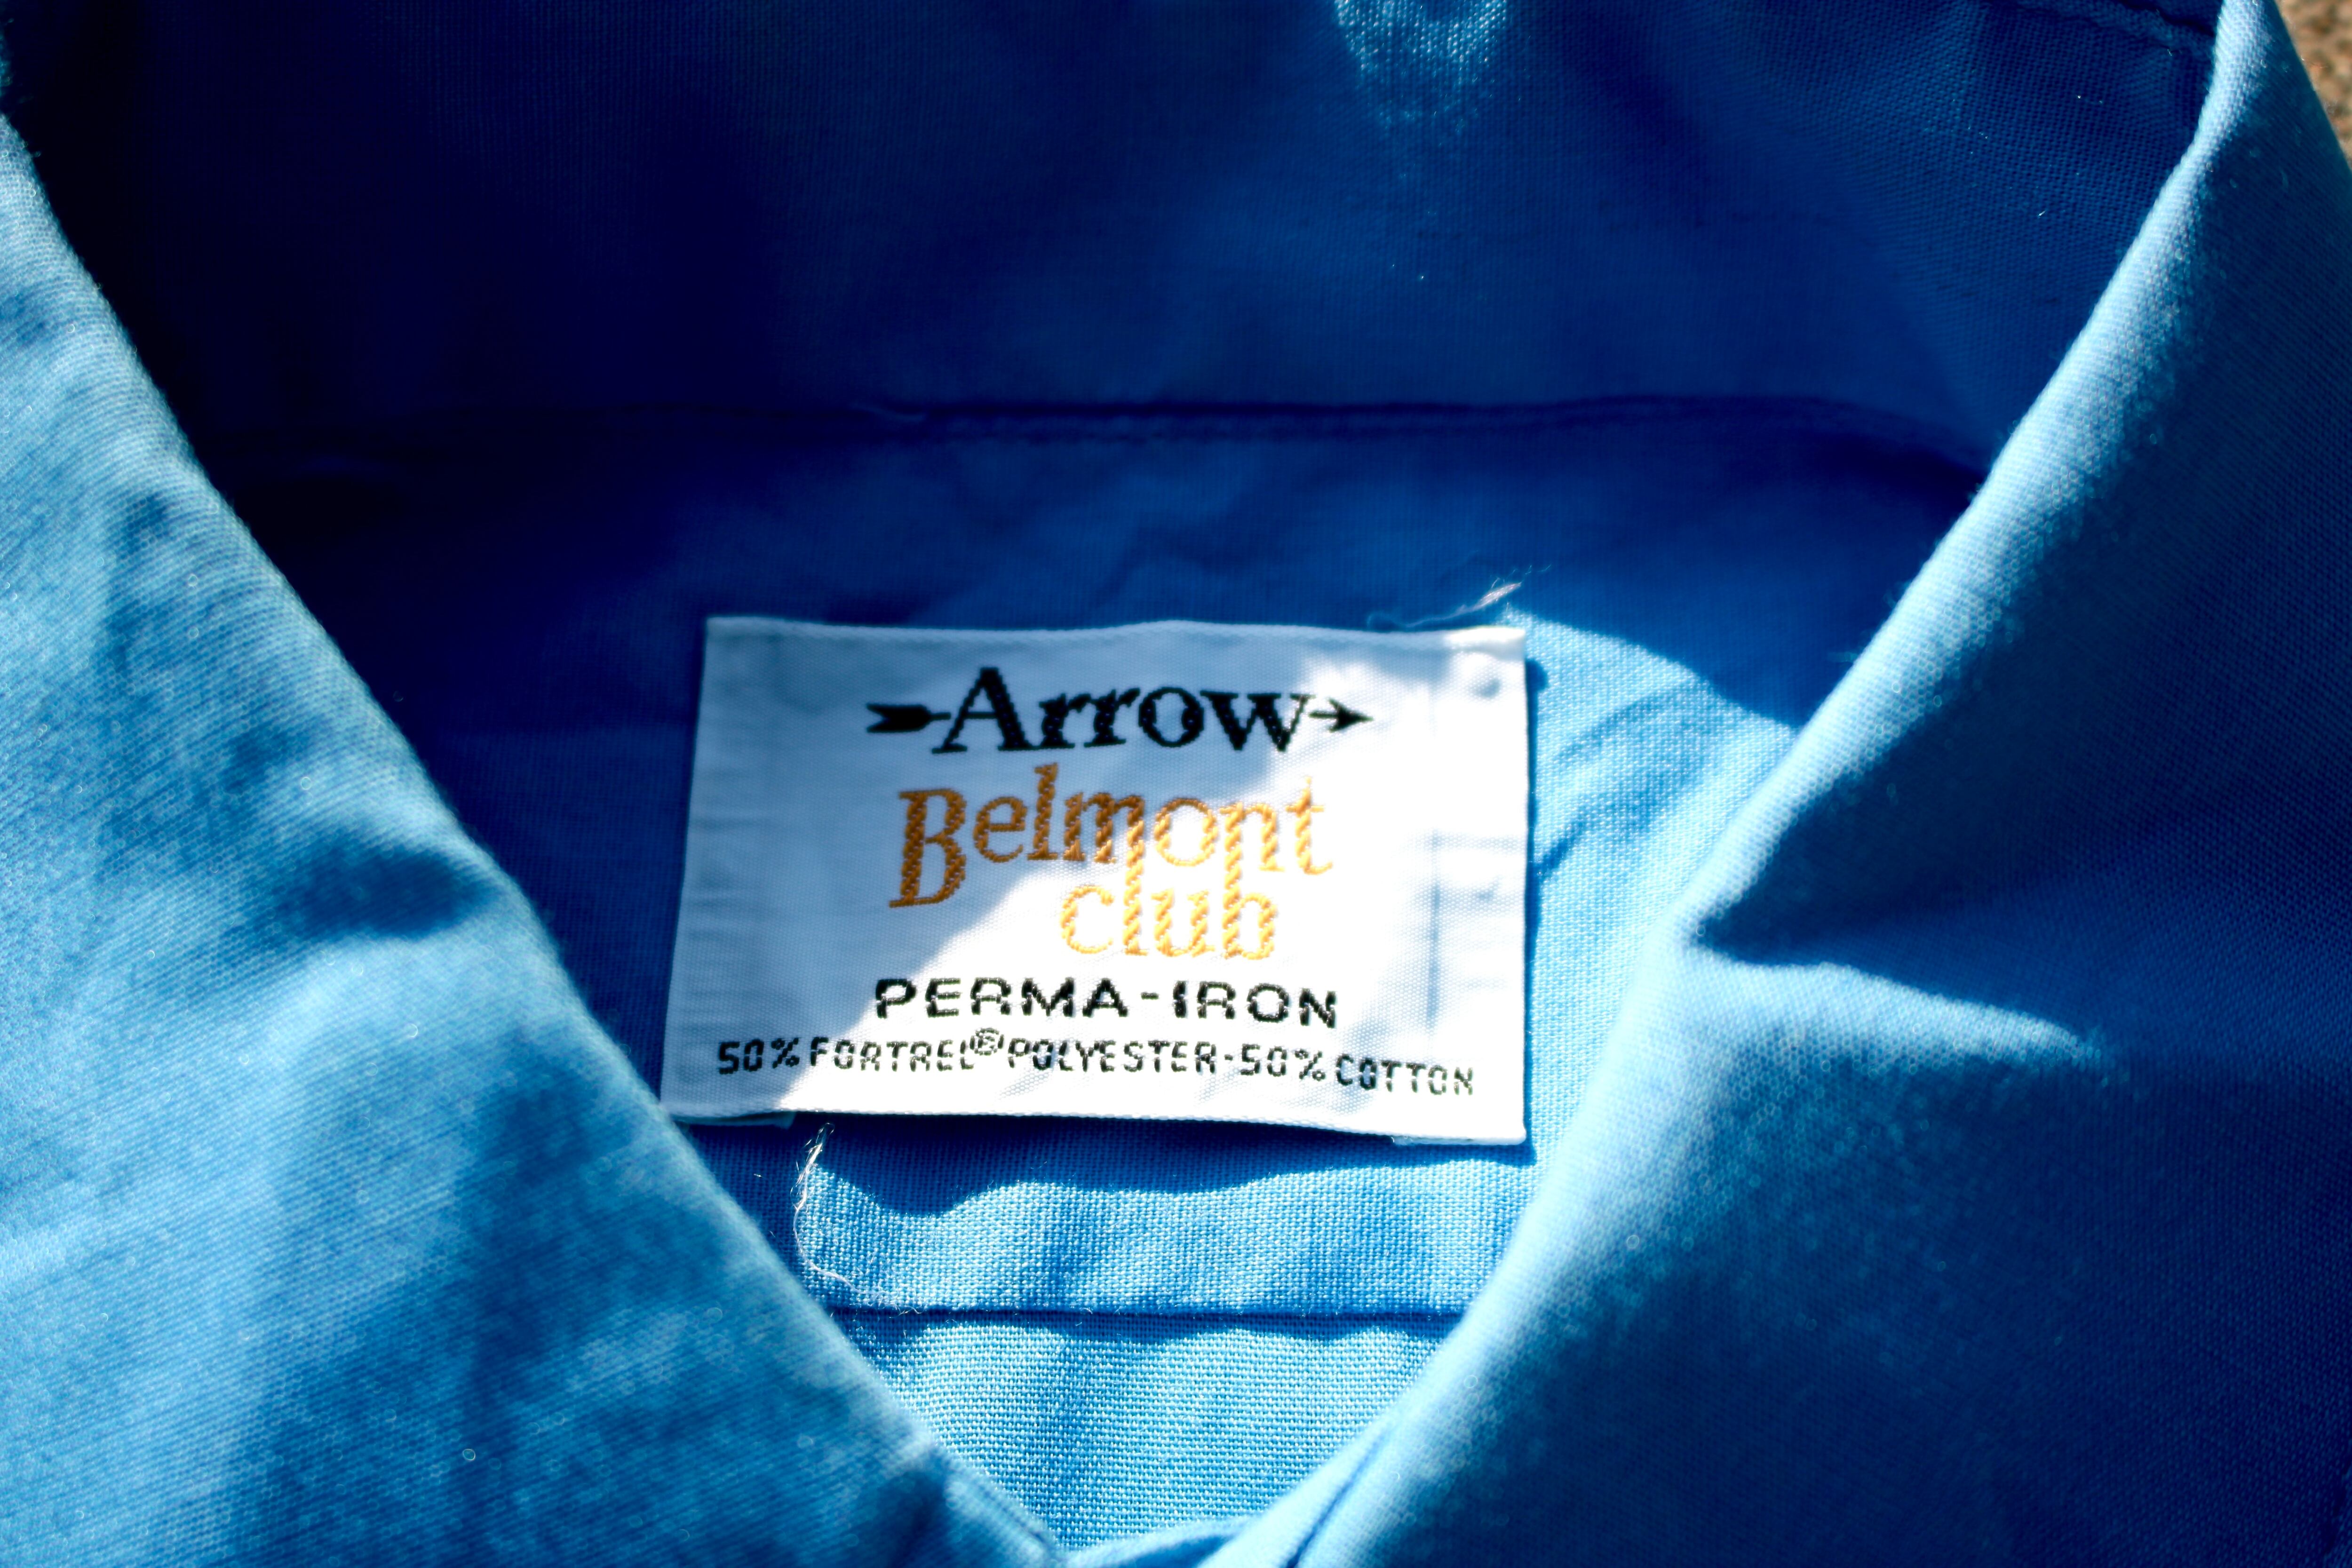 Arrow
Belmont
club
PERMA-IRON
50% FORTREL® POLYESTER-50% COTTON